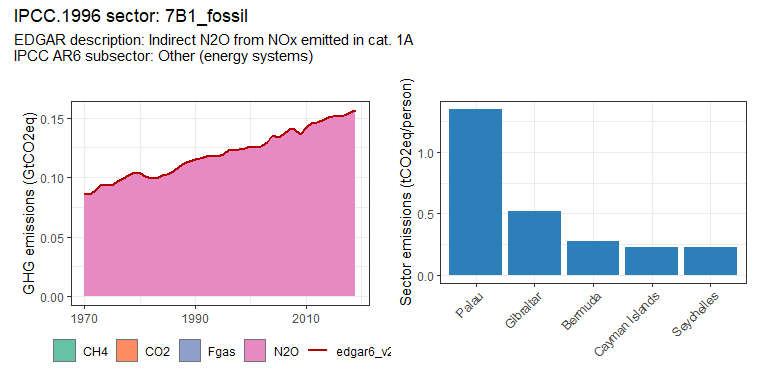 IPCC.1996 sector: 7B1_fossil
EDGAR description: Indirect N2O from NOx emitted in cat. 1A
IPCC AR6 subsector: Other (energy systems)
GHG emissions (GtCO2eq)
0.15
0.10
0.05
0.00
1970
1990
2010
CH4
CO2
Fgas
N2O
edgar6_v2
Sector emissions (tCO2eq/person)
1.0
0.5
0.0
Palau
Gibraltar
Bermuda
Cayman Islands
Seychelles